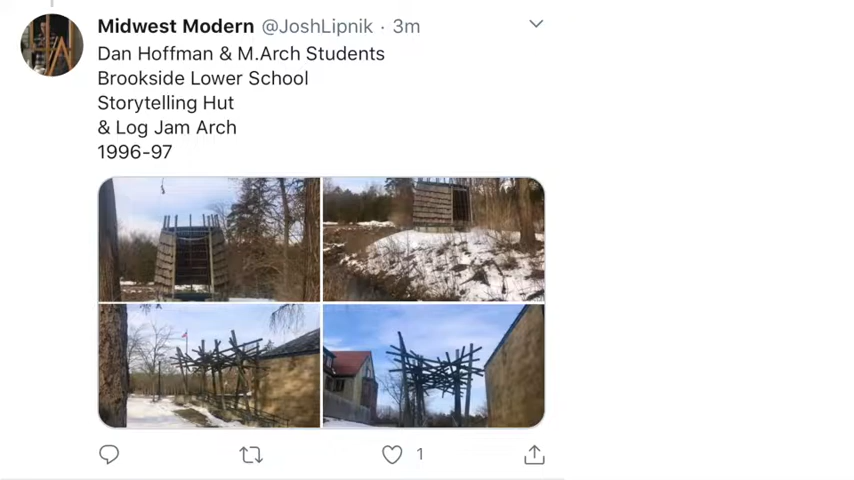 Midwest Modern @JoshLipnik · 3m
Dan Hoffman & M.Arch Students
Brookside Lower School
Storytelling Hut
& Log Jam Arch
1996-97
1